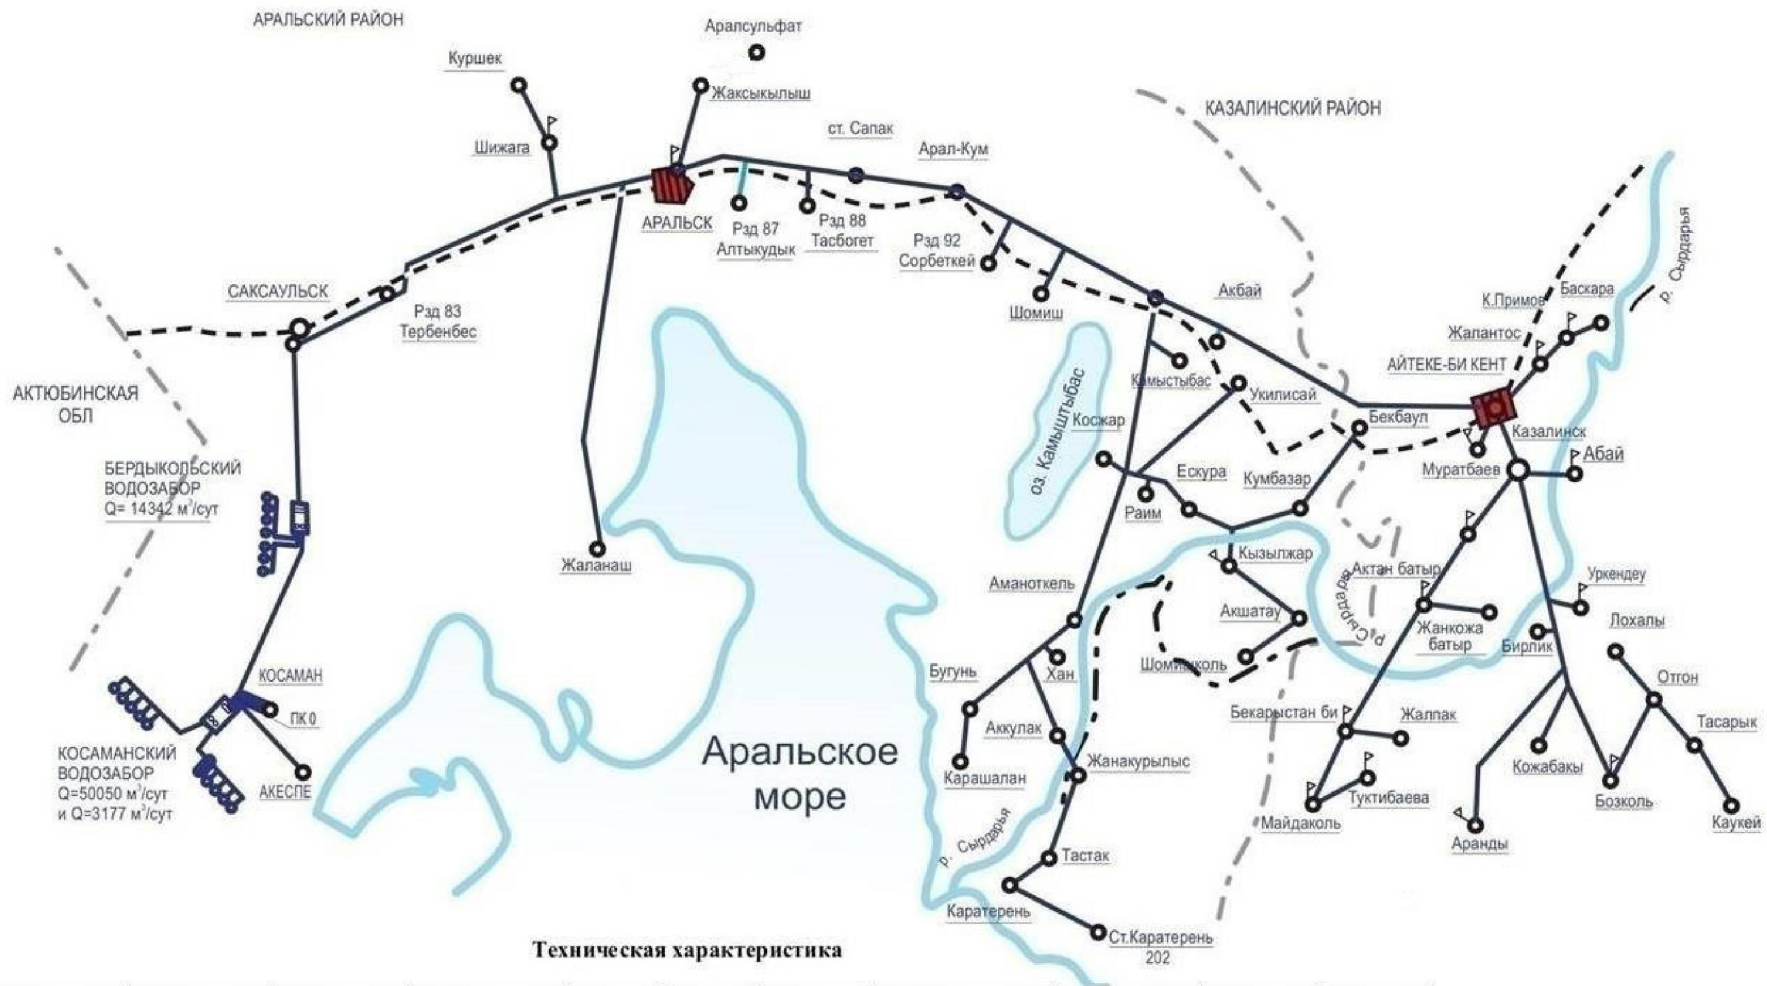 АРАЛЬСКИЙ РАЙОН
Аралсульфат
Куршек
Жаксыкылыш
КАЗАЛИНСКИЙ РАЙОН
Шижага
ст. Сапак
Арал-Кум
АРАЛЬСК
Рзд 87
Алтыкудык
Рзд 88
Тасбогет
Рзд 92
Сорбеткей
р. Сырдарья
САКСАУЛЬСК
Рзд 83
Тербенбес
Шомиш
Акбай
К.Примов
Баскара
Жалантос
АЙТЕКЕ-БИ КЕНТ
АКТЮБИНСКАЯ
ОБЛ
оз. Камыштыбас
Камыстыбас
Укилисай
Косжар
Бекбаул
Казалинск
Муратбаев
Абай
БЕРДЫКОЛЬСКИЙ
ВОДОЗАБОР
Q= 14342 м³/сут
Ескура
Кумбазар
Раим
Жаланаш
Кызылжар
Аманоткель
Актан батыр
р.Сырдарья
Уркендеу
Акшатау
Жанкожа
батыр
Бирлик
Лохалы
Шомишколь
КОСАМАН
ПК 0
Бугунь
Хан
Отгон
Бекарыстан би
Жалпак
Тасарык
Аккулак
КОСАМАНСКИЙ
ВОДОЗАБОР
Q=50050 м³/сут
и Q=3177 м³/сут
АКЕСПЕ
Аральское
море
Карашалан
Жанакурылыс
Кожабакы
Туктибаева
Бозколь
Майдаколь
Каукей
Аранды
р. Сырдарья
Тастак
Каратерень
Ст.Каратерень
202
Техническая характеристика